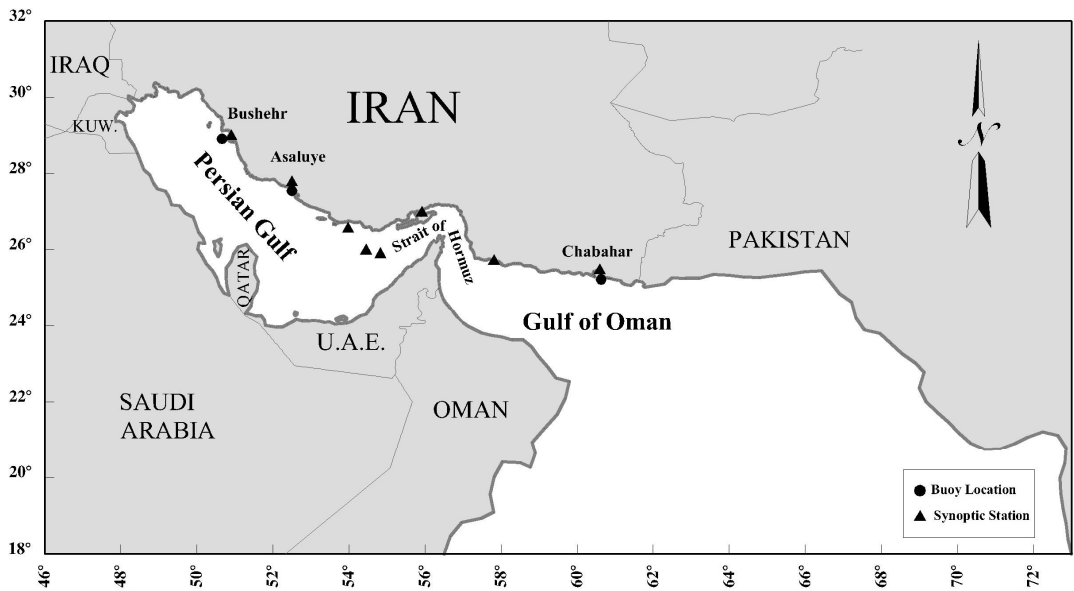 32°
30°
28°
26°
24°
22°
20°
18°
IRAQ
KUW.
IRAN
Bushehr
Asaluye
Persian Gulf
Strait of
Hormuz
Chabahar
PAKISTAN
QATAR
Gulf of Oman
U.A.E.
SAUDI
ARABIA
OMAN
N
Buoy Location
Synoptic Station
46°
48°
50°
52°
54°
56°
58°
60°
62°
64°
66°
68°
70°
72°